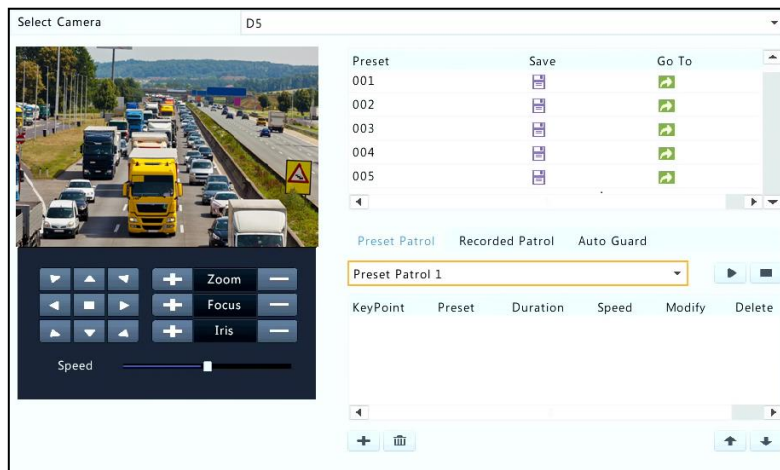 Select Camera D5
Preset Save Go To
001
002
003
004
005
Preset Patrol Recorded Patrol Auto Guard
Preset Patrol 1
KeyPoint Preset Duration Speed Modify Delete
Zoom
Focus
Iris
Speed